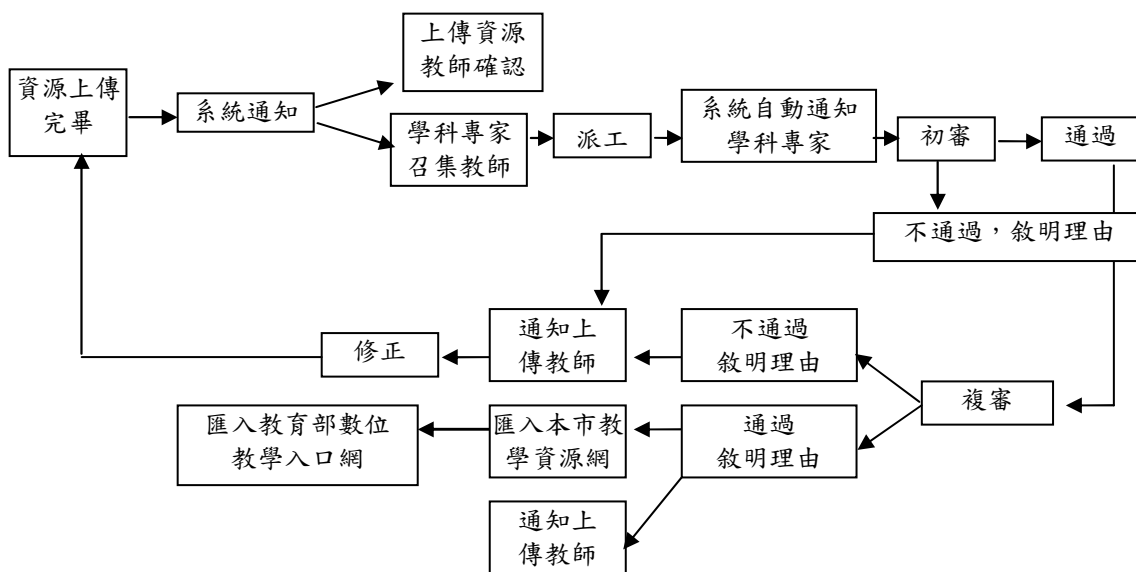 上傳資源
教師確認
資源上傳
完畢
系統通知
學科專家
召集教師
派工
系統自動通知
學科專家
初審
通過
不通過，敘明理由
通知上
傳教師
修正
不通過
敘明理由
複審
匯入教育部數位
教學入口網
匯入本市教
學資源網
通過
敘明理由
通知上
傳教師